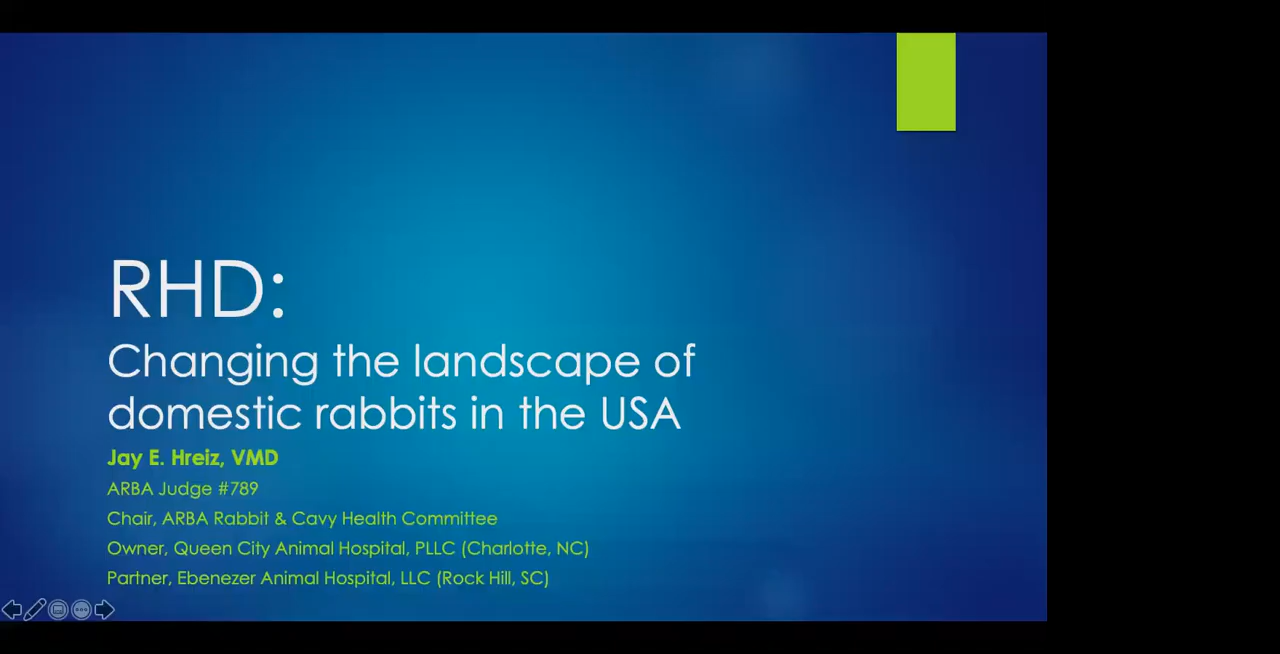 RHD:
Changing the landscape of
domestic rabbits in the USA
Jay E. Hreiz, VMD
ARBA Judge #789
Chair, ARBA Rabbit & Cavy Health Committee
Owner, Queen City Animal Hospital, PLLC (Charlotte, NC)
Partner, Ebenezer Animal Hospital, LLC (Rock Hill, SC)